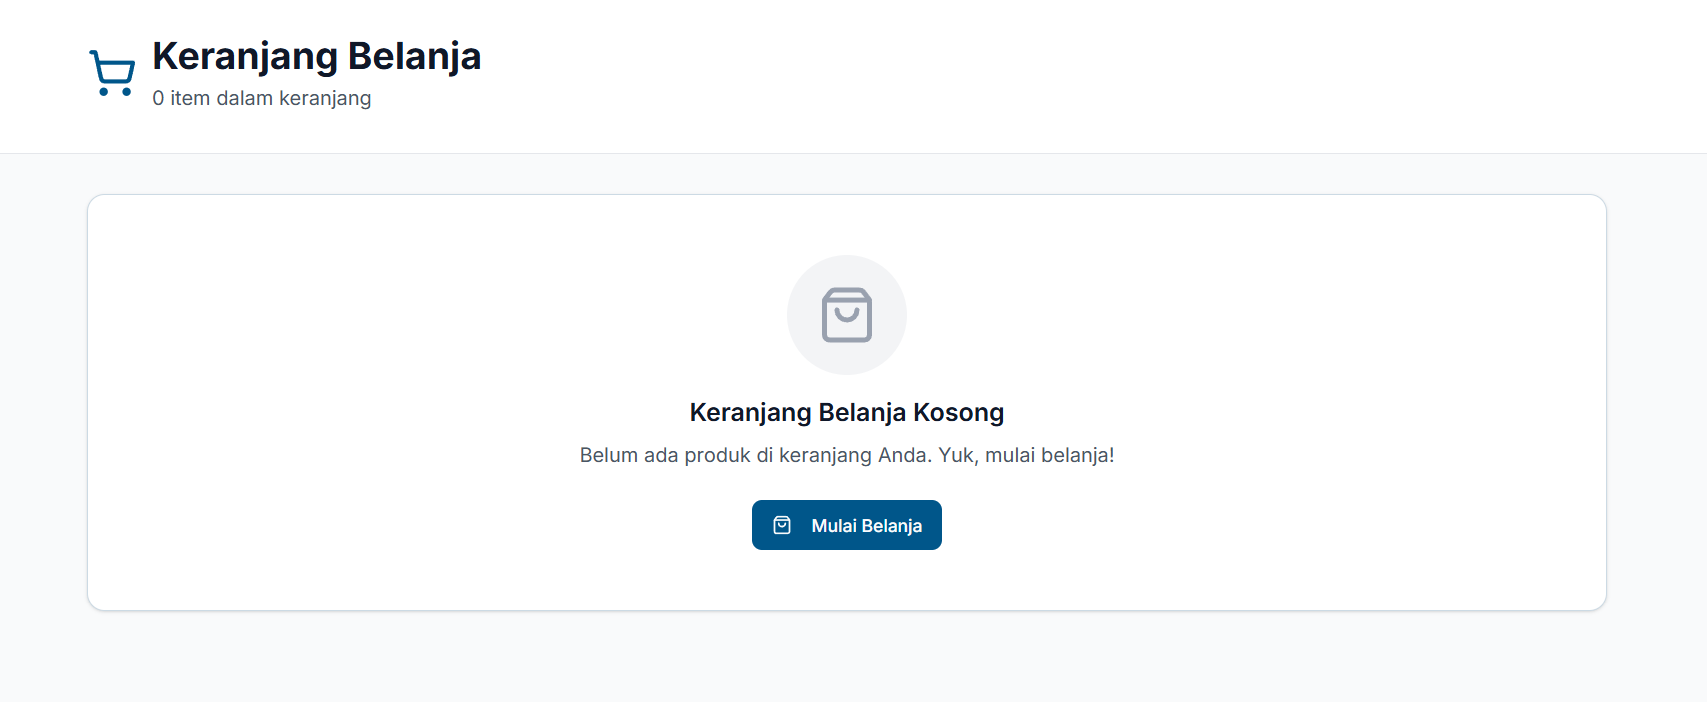 Keranjang Belanja
0 item dalam keranjang
Keranjang Belanja Kosong
Belum ada produk di keranjang Anda. Yuk, mulai belanja!
Mulai Belanja